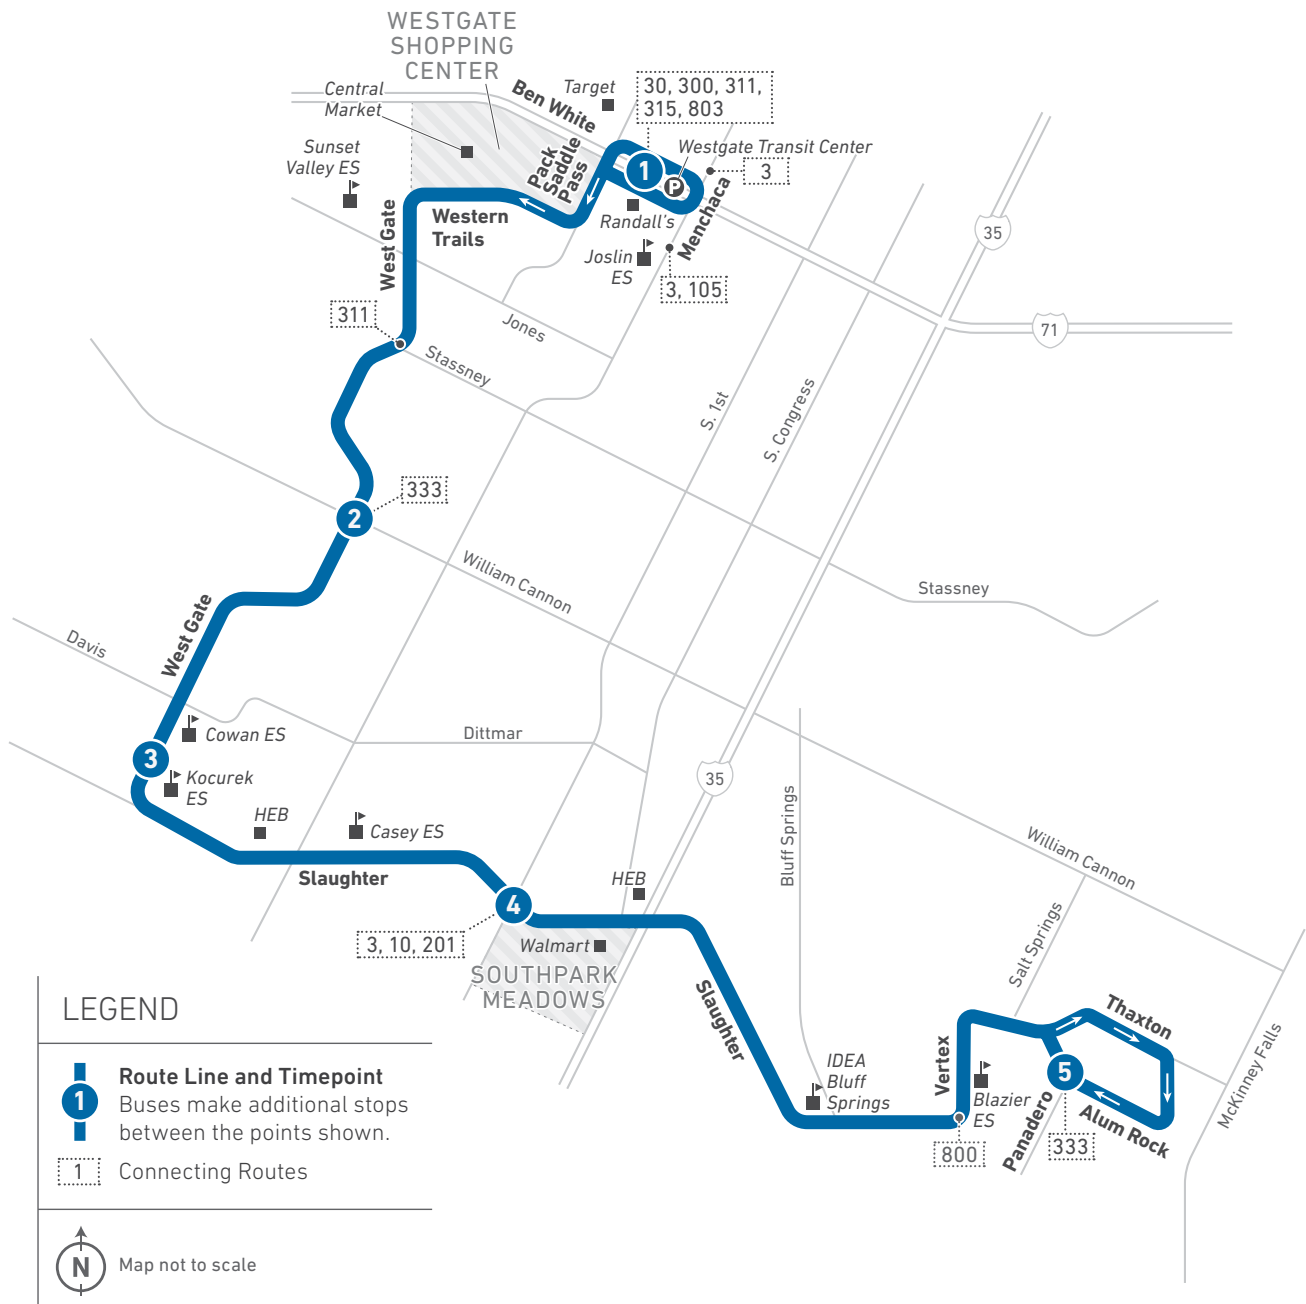 WESTGATE
SHOPPING
CENTER
Central
Market
Sunset
Valley ES
Ben White
Target
30, 300, 311,
315, 803
Westgate Transit Center
3
1
P
Pack
Saddle
Pass
Randall's
Menchaca
Joslin
ES
3, 105
Western
Trails
West Gate
311
Jones
Stassney
35
71
S. 1st
S. Congress
333
2
William Cannon
Stassney
West Gate
Davis
Cowan ES
3
Kocurek
ES
Dittmar
35
HEB
Casey ES
Slaughter
Bluff Springs
HEB
4
3, 10, 201
Walmart
SOUTHPARK
MEADOWS
William Cannon
Salt Springs
Slaughter
Thaxton
Vertex
IDEA
Bluff
Springs
Blazier
ES
5
Panadero
Alum Rock
McKinney Falls
800
333
LEGEND
1
Route Line and Timepoint
Buses make additional stops
between the points shown.
1
Connecting Routes
N
Map not to scale